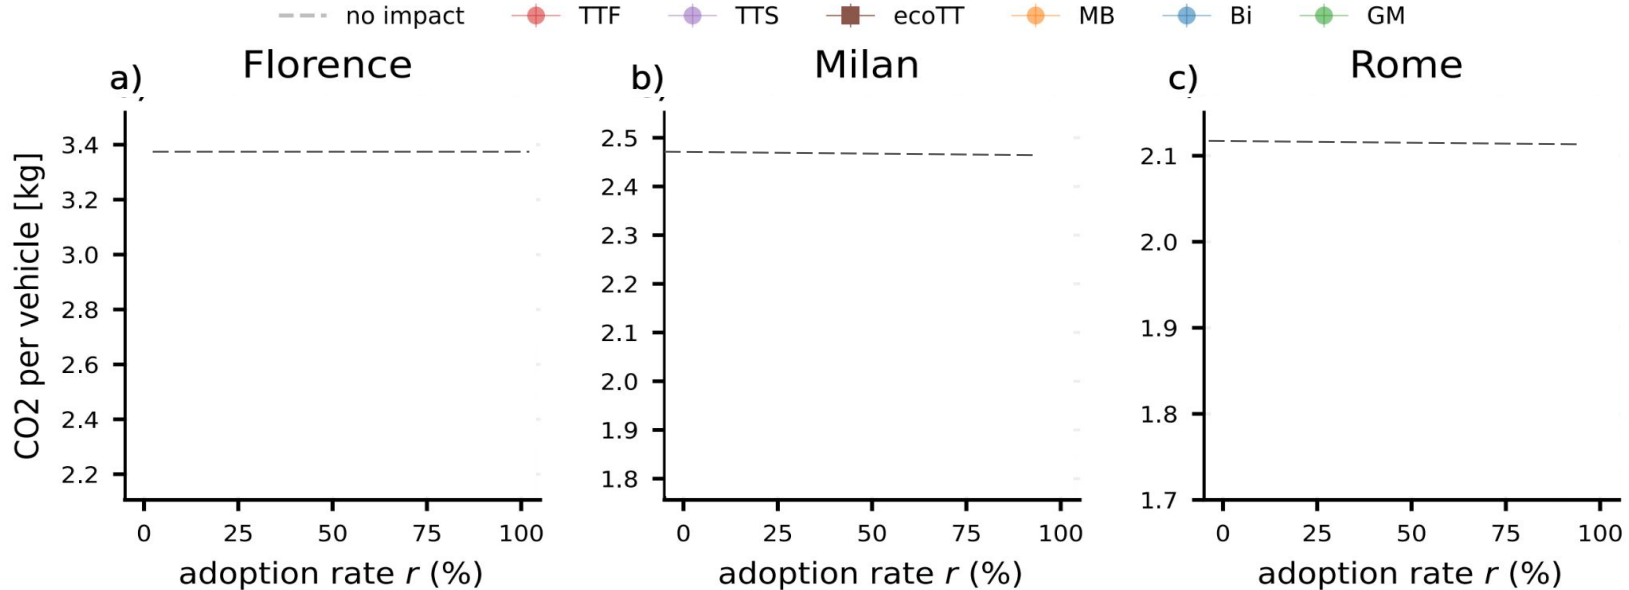 no impact TTF TTS ecoTT MB Bi GM
a) Florence b) Milan c) Rome
CO2 per vehicle [kg]
3.4
3.2
3.0
2.8
2.6
2.4
2.2
0 25 50 75 100
adoption rate r (%)
2.5
2.4
2.3
2.2
2.1
2.0
1.9
1.8
0 25 50 75 100
adoption rate r (%)
2.1
2.0
1.9
1.8
1.7
0 25 50 75 100
adoption rate r (%)